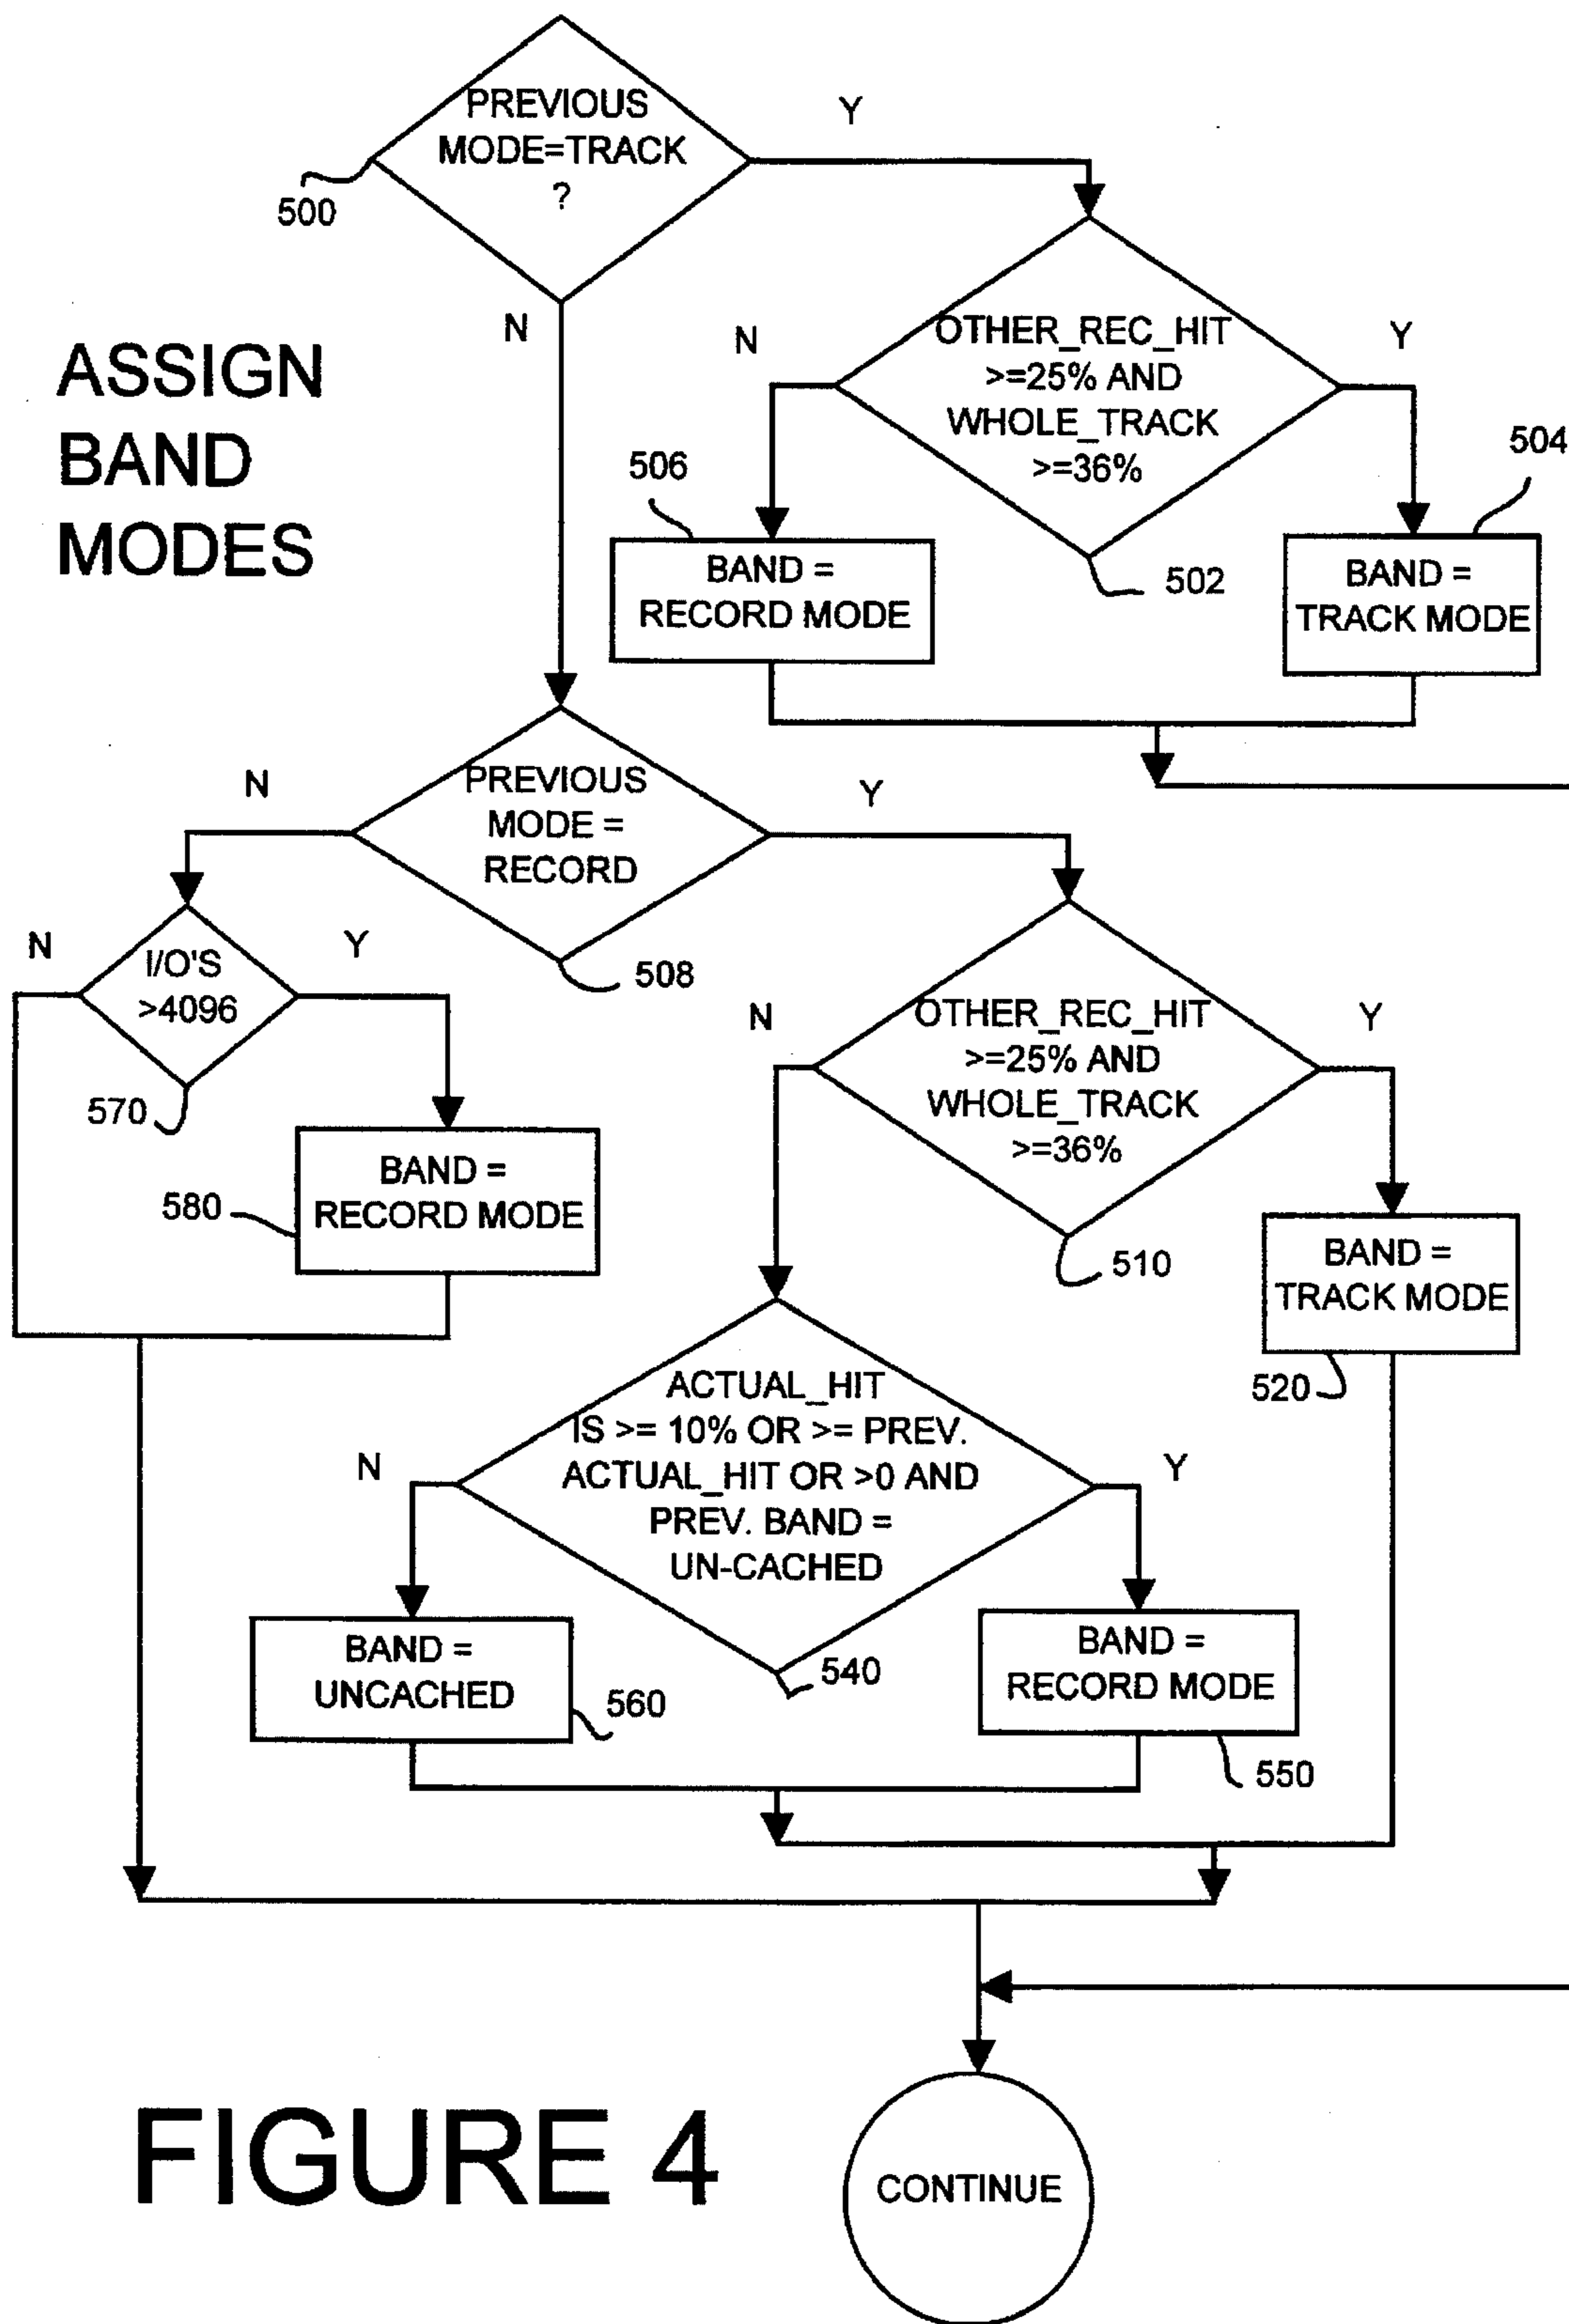 PREVIOUS
MODE=TRACK
?
Y
500
N
ASSIGN
BAND
MODES
OTHER_REC_HIT
>=25% AND
WHOLE_TRACK
>=36%
N
Y
502
506
BAND =
RECORD MODE
504
BAND =
TRACK MODE
PREVIOUS
MODE =
RECORD
N
Y
508
I/O'S
>4096
N
Y
570
580
BAND =
RECORD MODE
OTHER_REC_HIT
>=25% AND
WHOLE_TRACK
>=36%
N
Y
510
BAND =
TRACK MODE
520
ACTUAL_HIT
IS >= 10% OR >= PREV.
ACTUAL_HIT OR >0 AND
PREV. BAND =
UN-CACHED
N
Y
540
BAND =
UNCACHED
560
BAND =
RECORD MODE
550
FIGURE 4
CONTINUE